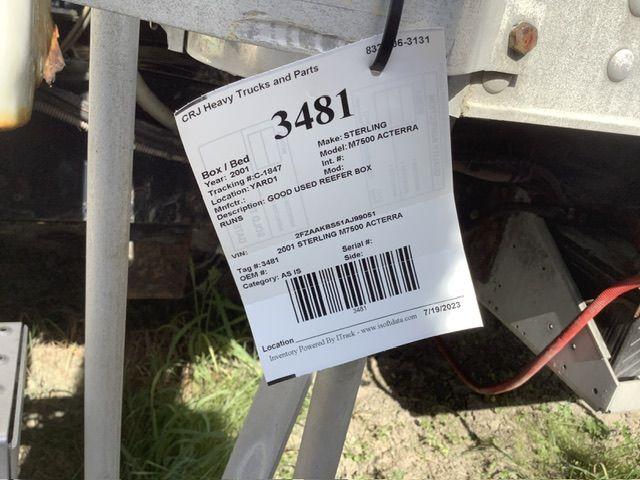 CRJ Heavy Trucks and Parts
3481
Box / Bed
Year: 2001 Make: STERLING
Tracking #:C-1847 Model: M7500 ACTERRA
Location: YARD1 Int. #:
Mnfctr.: Mod:
Description: GOOD USED REEFER BOX
RUNS
VIN: 2FZAAKBS51AJ99051
2001 STERLING M7500 ACTERRA
Tag #:3481 Serial #:
OEM #: Side:
Category: AS IS
3481
Location
7/19/2023
Inventory Powered By ITrack - www.isoftdata.com